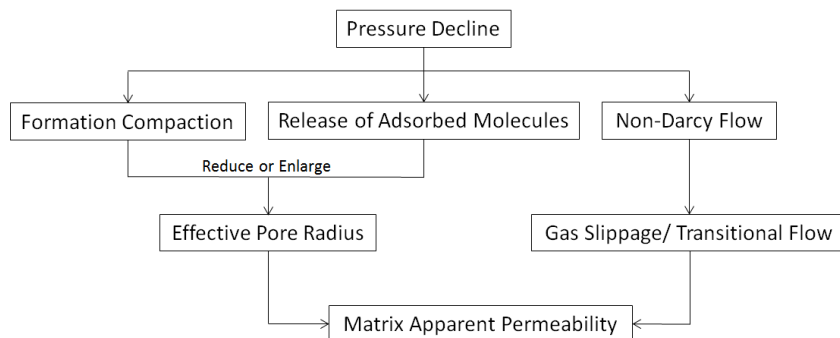 Pressure Decline
Formation Compaction
Release of Adsorbed Molecules
Non-Darcy Flow
Reduce or Enlarge
Effective Pore Radius
Gas Slippage/ Transitional Flow
Matrix Apparent Permeability